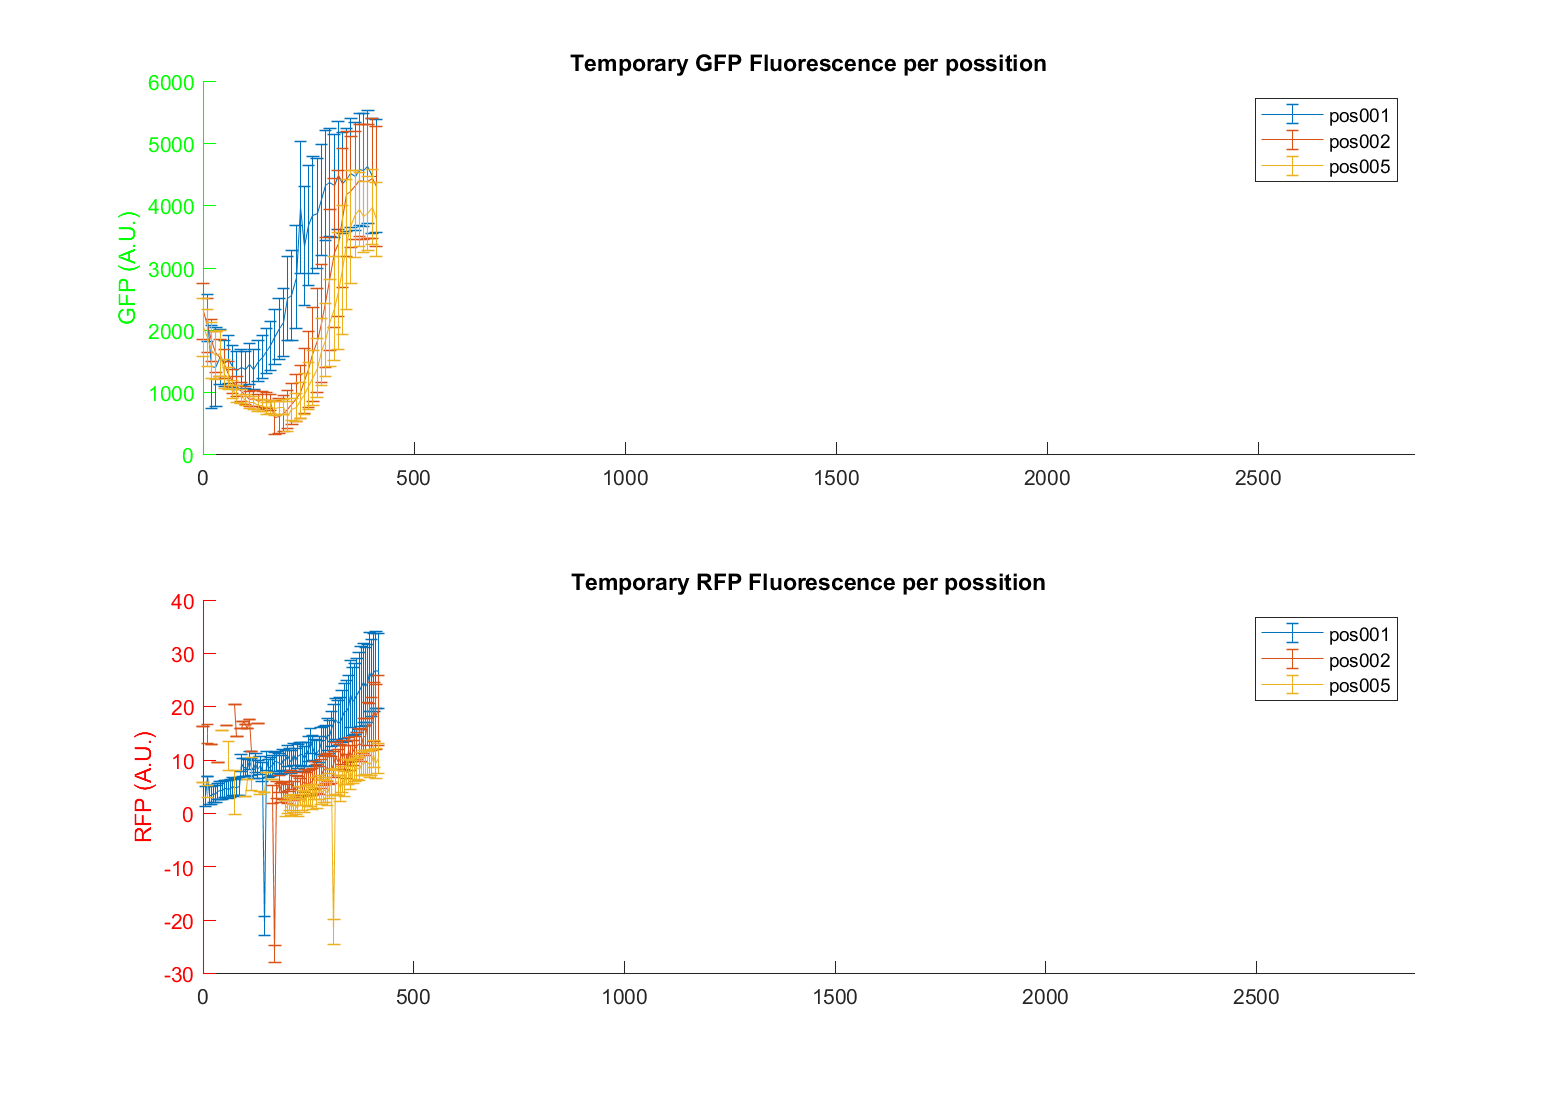 Temporary GFP Fluorescence per possition
6000
5000
4000
3000
2000
1000
0
GFP (A.U.)
0 500 1000 1500 2000 2500
pos001
pos002
pos005
Temporary RFP Fluorescence per possition
40
30
20
10
0
-10
-20
-30
RFP (A.U.)
0 500 1000 1500 2000 2500
pos001
pos002
pos005